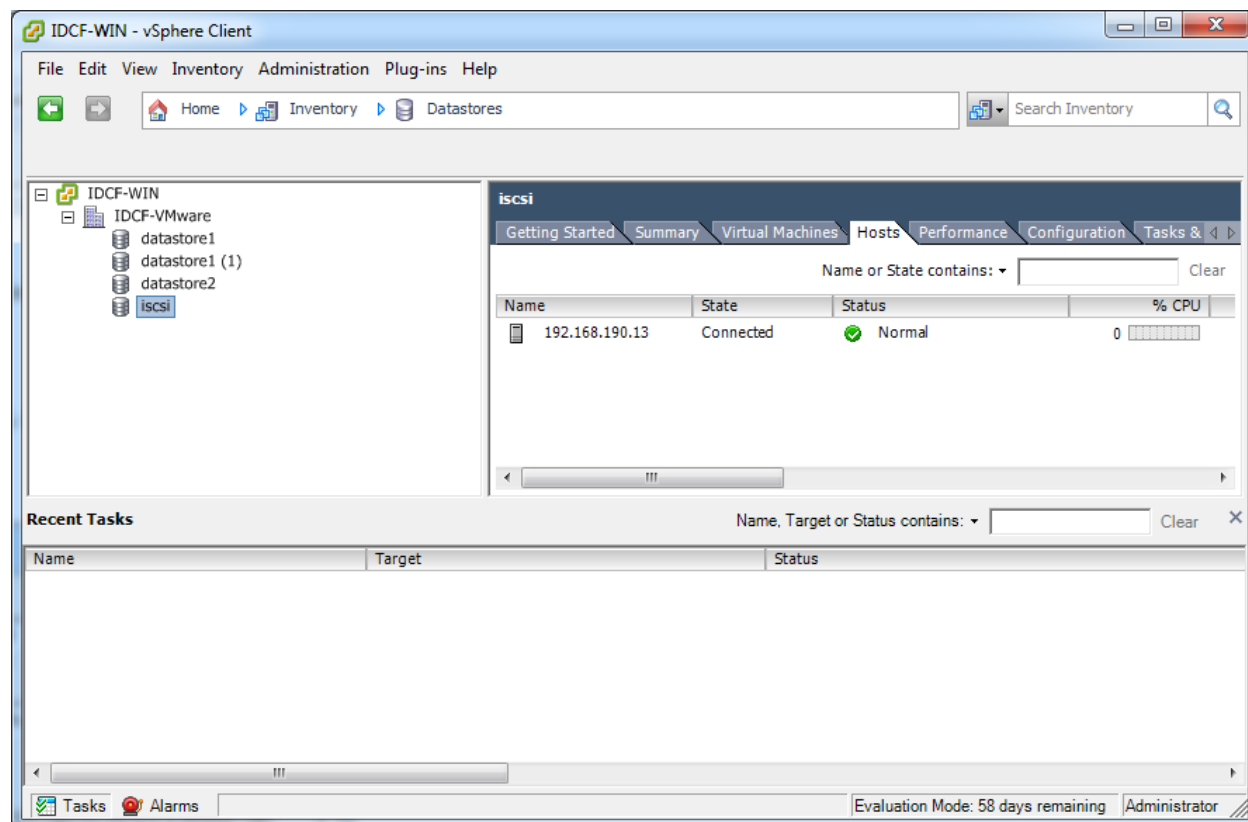 IDCF-WIN - vSphere Client
File Edit View Inventory Administration Plug-ins Help
Home Inventory Datastores Search Inventory
IDCF-WIN
IDCF-VMware
datastore1
datastore1 (1)
datastore2
iscsi
iscsi
Getting Started Summary Virtual Machines Hosts Performance Configuration Tasks &
Name or State contains: Clear
Name State Status % CPU
192.168.190.13 Connected Normal 0
Recent Tasks Name, Target or Status contains: Clear
Name Target Status
Tasks Alarms Evaluation Mode: 58 days remaining Administrator